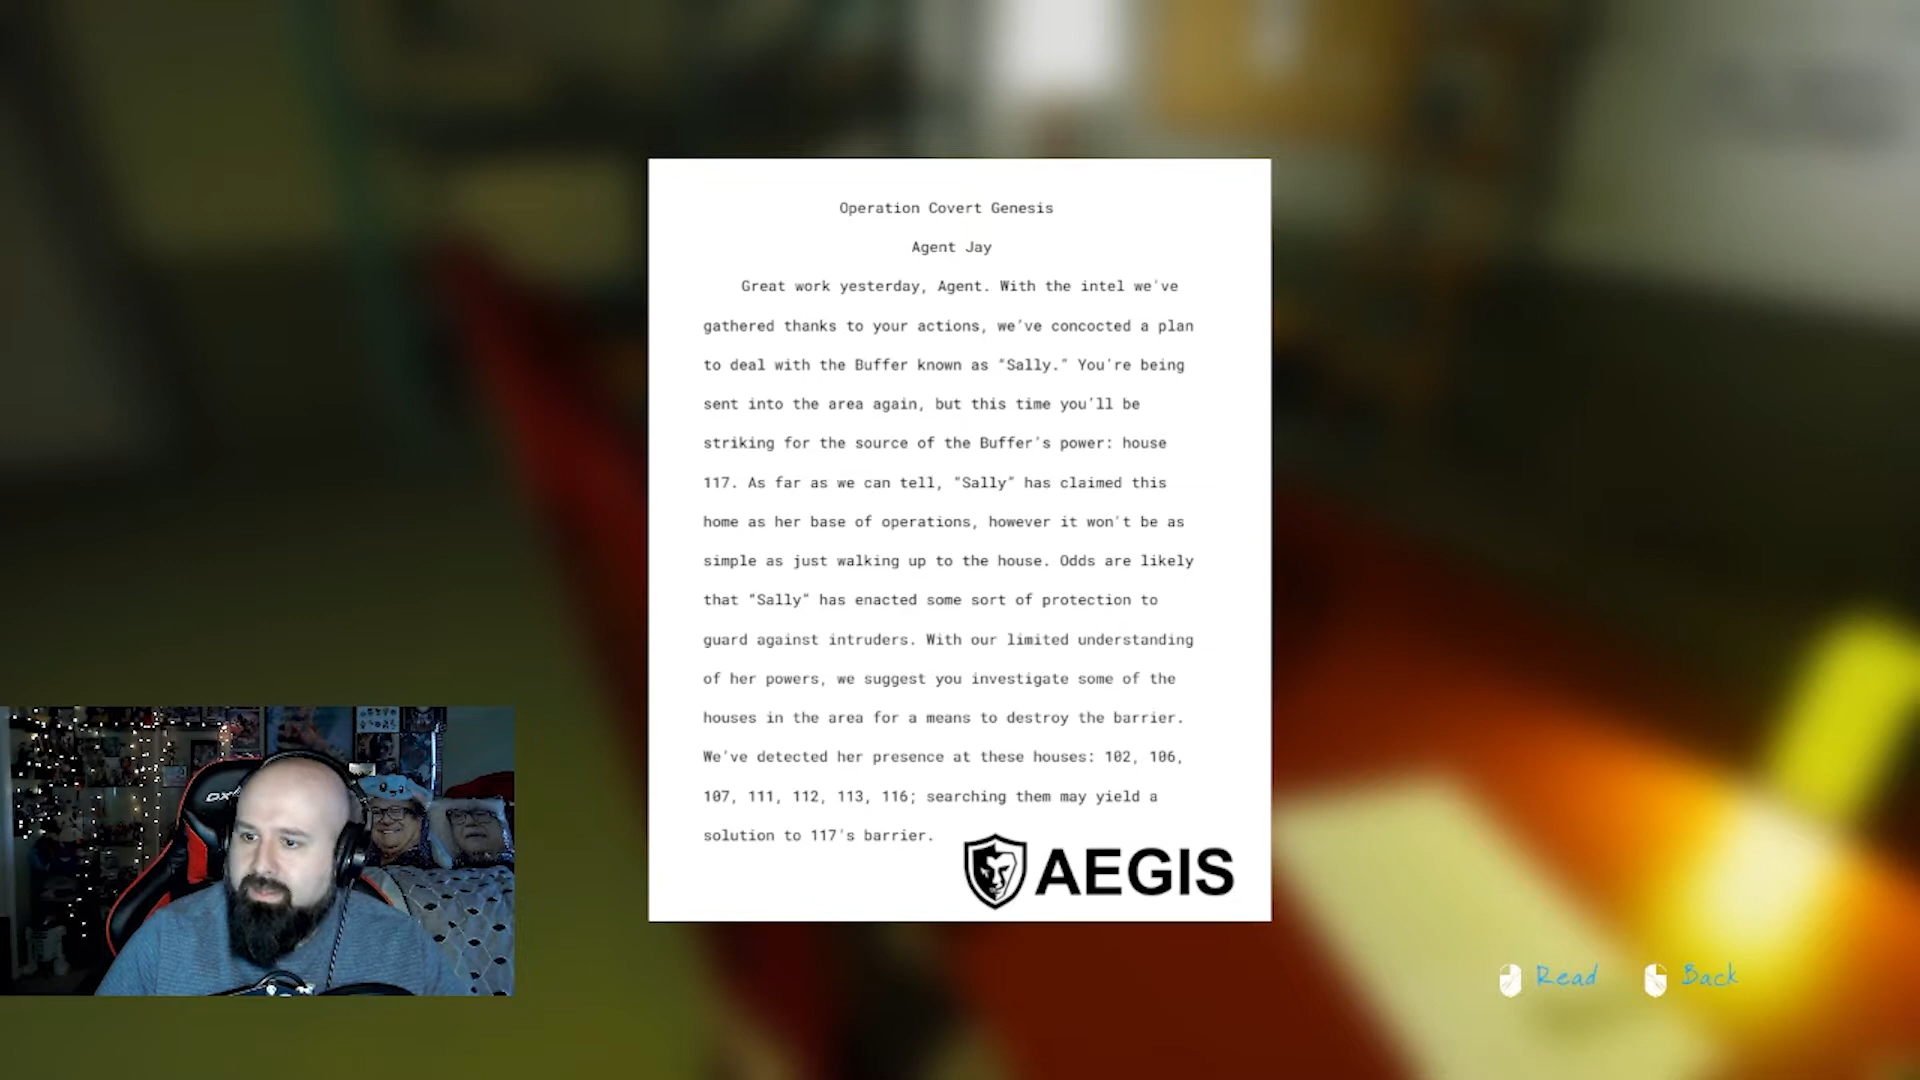 Operation Covert Genesis
Agent Jay
Great work yesterday, Agent. With the intel we've
gathered thanks to your actions, we've concocted a plan
to deal with the Buffer known as "Sally." You're being
sent into the area again, but this time you'll be
striking for the source of the Buffer's power: house
117. As far as we can tell, "Sally" has claimed this
home as her base of operations, however it won't be as
simple as just walking up to the house. Odds are likely
that "Sally" has enacted some sort of protection to
guard against intruders. With our limited understanding
of her powers, we suggest you investigate some of the
houses in the area for a means to destroy the barrier.
We've detected her presence at these houses: 102, 106,
107, 111, 112, 113, 116; searching them may yield a
solution to 117's barrier.
AEGIS
Read
Back